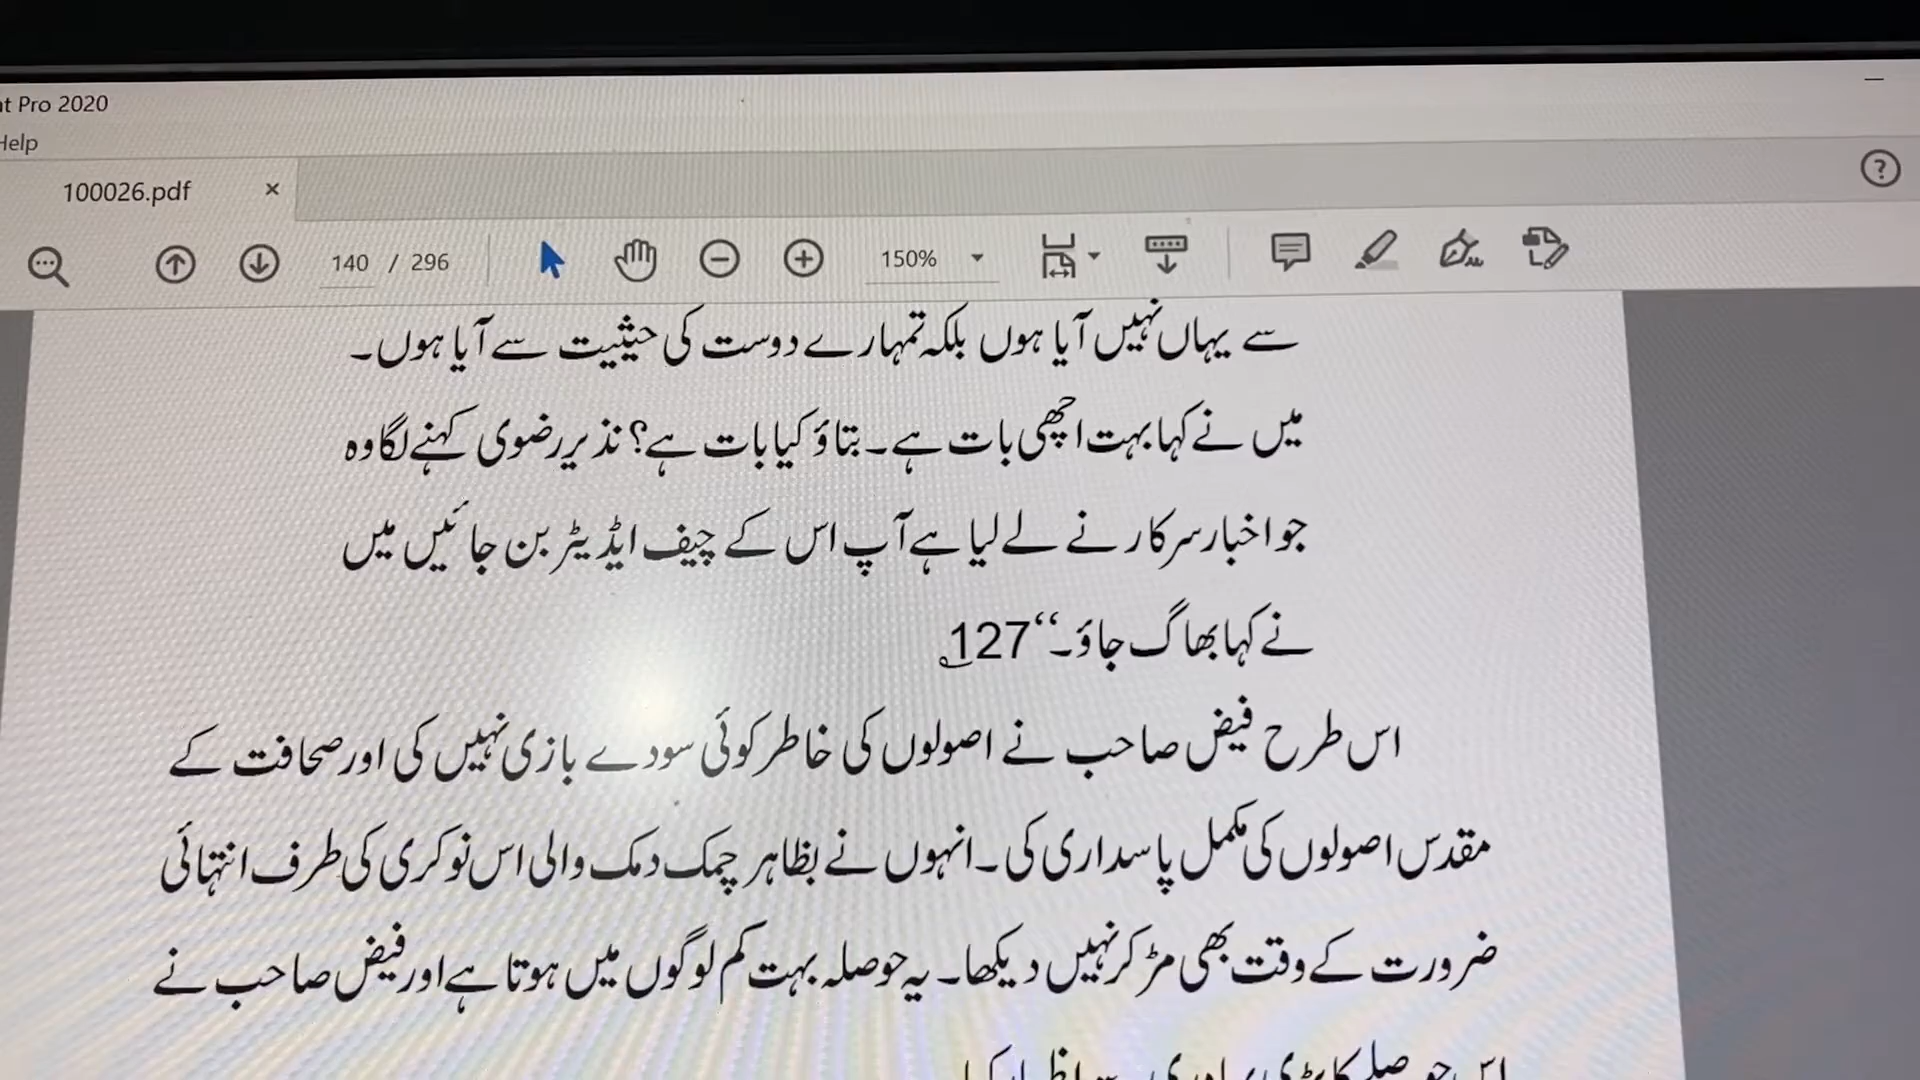 nt Pro 2020
Help
100026.pdf
140 / 296
150%
سے یہاں نہیں آیا ہوں بلکہ تمہارے دوست کی حیثیت سے آیا ہوں۔
میں نے کہا بہت اچھی بات ہے۔ بتاؤ کیا بات ہے؟ نذیر رضوی کہنے لگا وہ
جو اخبار سرکار نے لے لیا ہے آپ اس کے چیف ایڈیٹر بن جائیں میں
نے کہا بھاگ جاؤ۔‘‘ 127؎
اس طرح فیض صاحب نے اصولوں کی خاطر کوئی سودے بازی نہیں کی اور صحافت کے
مقدس اصولوں کی مکمل پاسداری کی۔ انہوں نے بظاہر چمک دمک والی اس نوکری کی طرف انتہائی
ضرورت کے وقت بھی مڑ کر نہیں دیکھا۔ یہ حوصلہ بہت کم لوگوں میں ہوتا ہے اور فیض صاحب نے